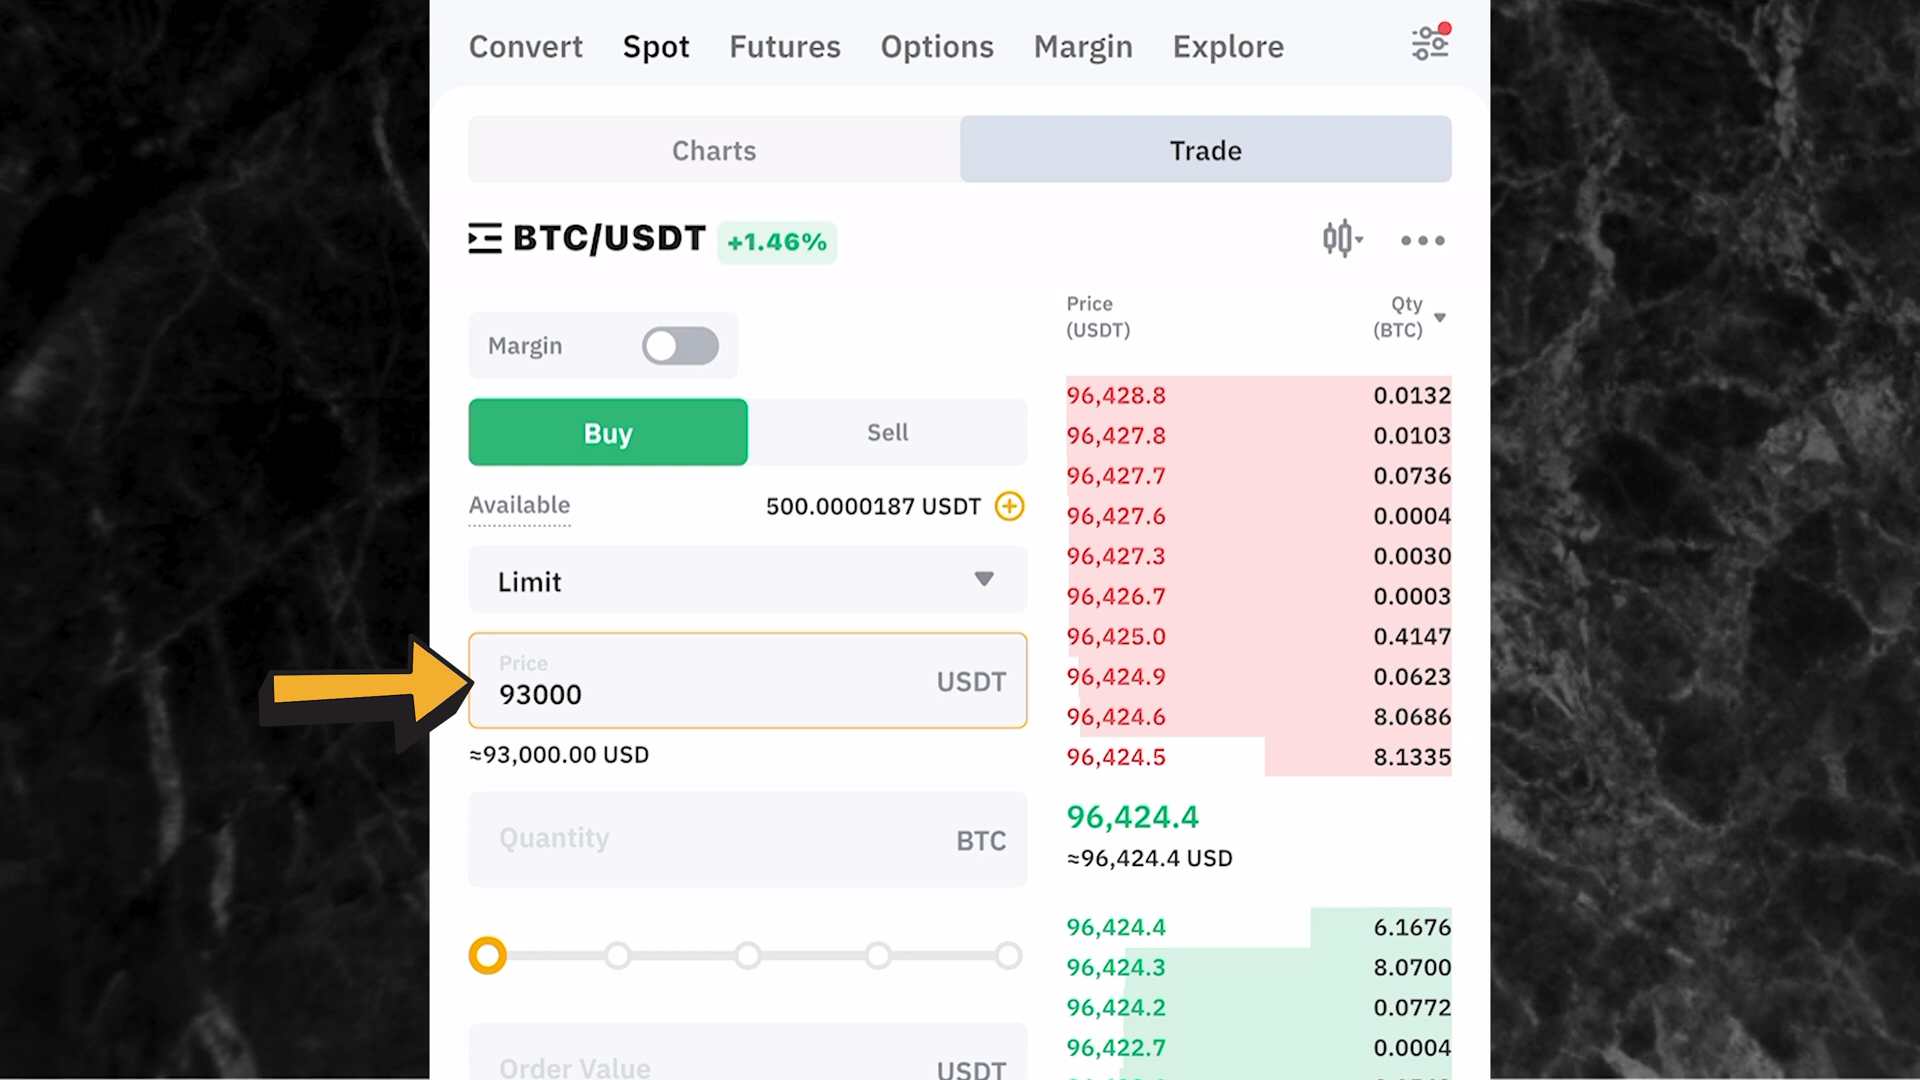 Convert Spot Futures Options Margin Explore
Charts Trade
BTC/USDT +1.46%
Margin
Buy Sell
Available 500.0000187 USDT
Limit
Price
93000 USDT
≈93,000.00 USD
Quantity BTC
Order Value USDT
Price Qty
(USDT) (BTC)
96,428.8 0.0132
96,427.8 0.0103
96,427.7 0.0736
96,427.6 0.0004
96,427.3 0.0030
96,426.7 0.0003
96,425.0 0.4147
96,424.9 0.0623
96,424.6 8.0686
96,424.5 8.1335
96,424.4
≈96,424.4 USD
96,424.4 6.1676
96,424.3 8.0700
96,424.2 0.0772
96,422.7 0.0004